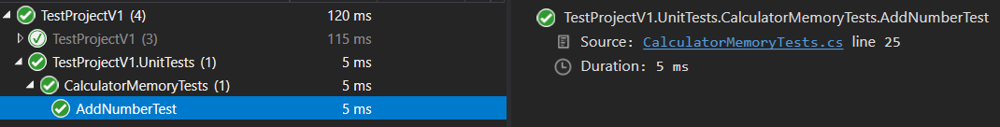 TestProjectV1 (4) 120 ms
TestProjectV1 (3) 115 ms
TestProjectV1.UnitTests (1) 5 ms
CalculatorMemoryTests (1) 5 ms
AddNumberTest 5 ms
TestProjectV1.UnitTests.CalculatorMemoryTests.AddNumberTest
Source: CalculatorMemoryTests.cs line 25
Duration: 5 ms